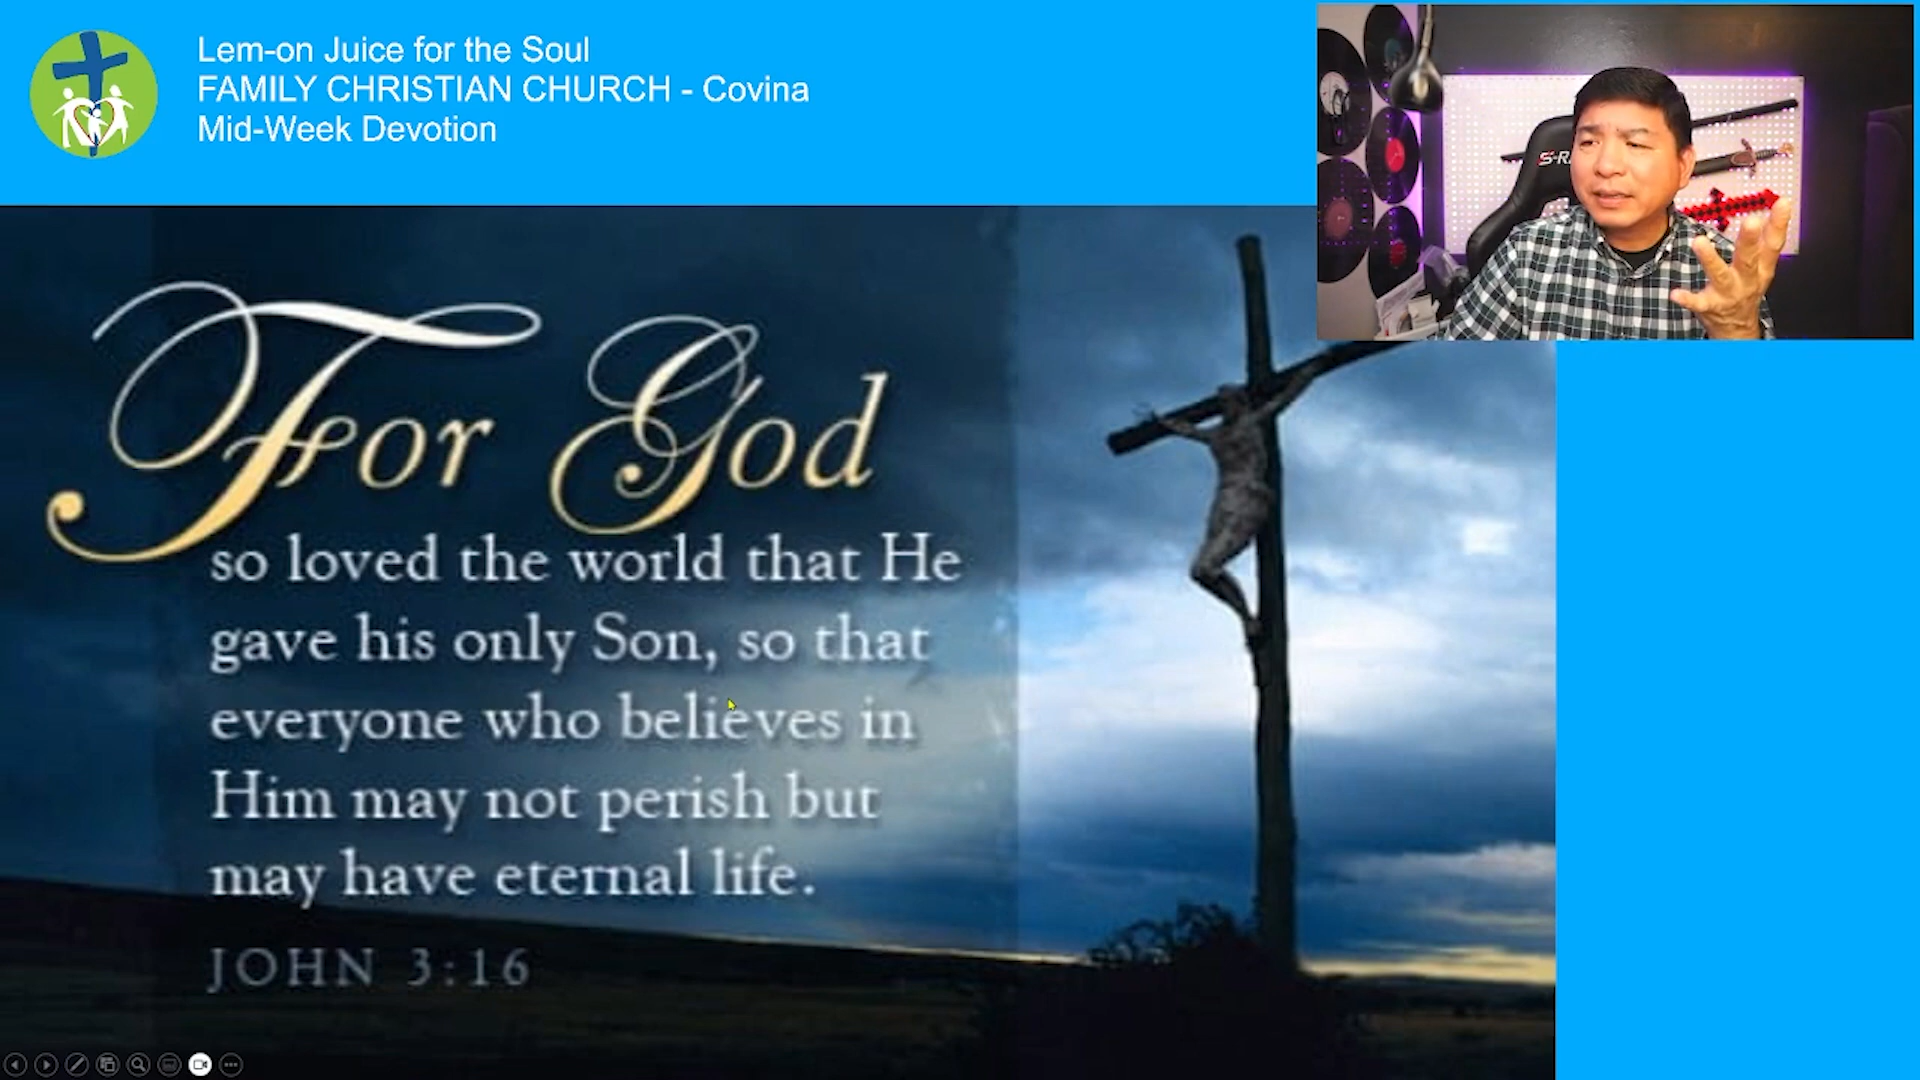 Lem-on Juice for the Soul
FAMILY CHRISTIAN CHURCH - Covina
Mid-Week Devotion
For God
so loved the world that He
gave his only Son, so that
everyone who believes in
Him may not perish but
may have eternal life.
JOHN 3:16